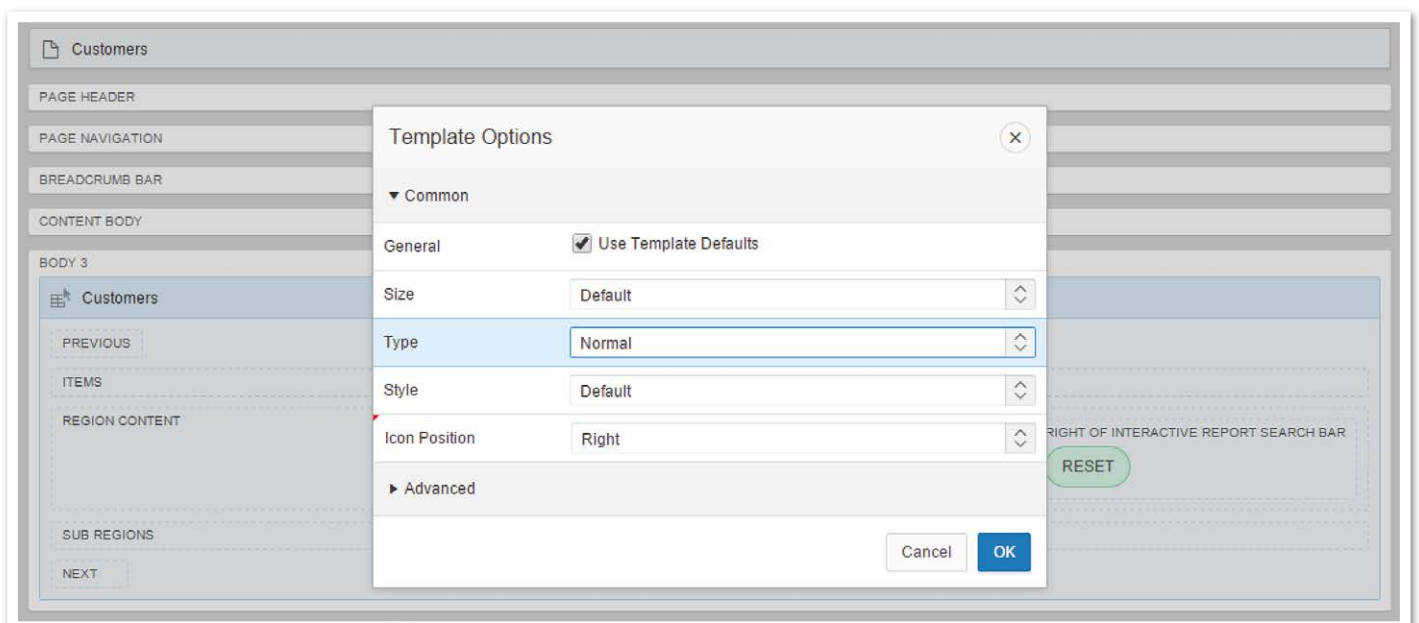 Customers
PAGE HEADER
PAGE NAVIGATION
BREADCRUMB BAR
CONTENT BODY
BODY 3
Customers
PREVIOUS
ITEMS
REGION CONTENT
RIGHT OF INTERACTIVE REPORT SEARCH BAR
RESET
SUB REGIONS
NEXT
Template Options
Common
General Use Template Defaults
Size Default
Type Normal
Style Default
Icon Position Right
Advanced
Cancel OK